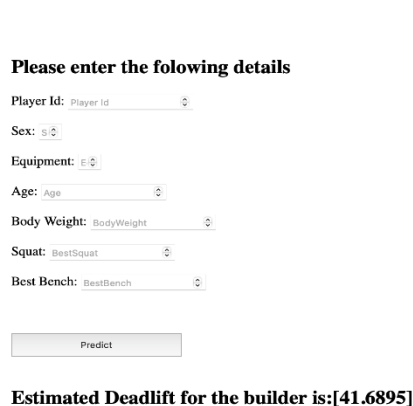 Please enter the folowing details
Player Id: Player Id
Sex: S
Equipment: E
Age: Age
Body Weight: BodyWeight
Squat: BestSquat
Best Bench: BestBench
Predict
Estimated Deadlift for the builder is:[41.6895]